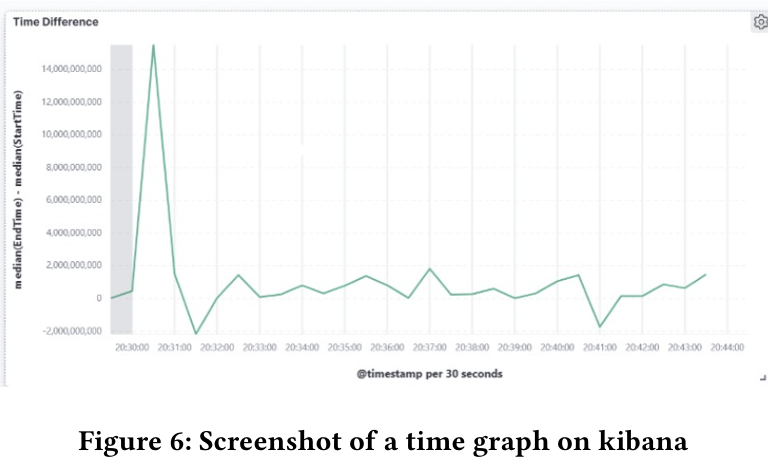 Time Difference
median(EndTime) - median(StartTime)
14,000,000,000
12,000,000,000
10,000,000,000
8,000,000,000
6,000,000,000
4,000,000,000
2,000,000,000
0
-2,000,000,000
20:30:00 20:31:00 20:32:00 20:33:00 20:34:00 20:35:00 20:36:00 20:37:00 20:38:00 20:39:00 20:40:00 20:41:00 20:42:00 20:43:00 20:44:00
@timestamp per 30 seconds
Figure 6: Screenshot of a time graph on kibana